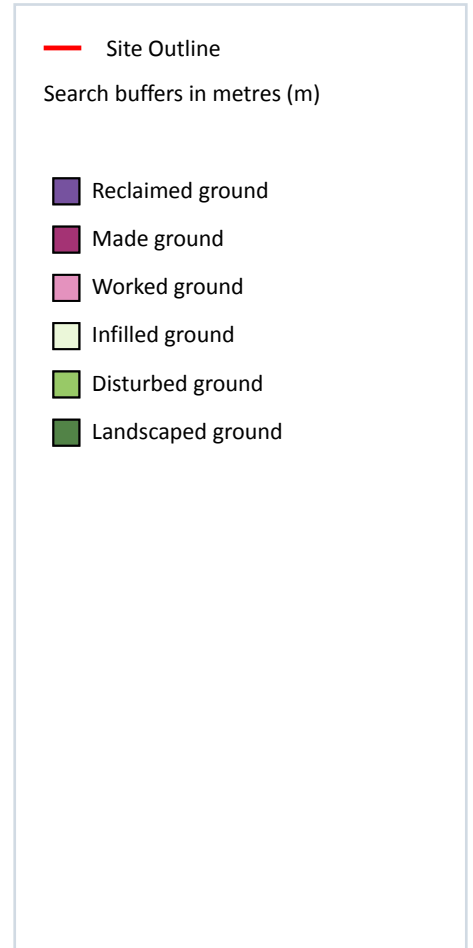 Site Outline
Search buffers in metres (m)
Reclaimed ground
Made ground
Worked ground
Infilled ground
Disturbed ground
Landscaped ground